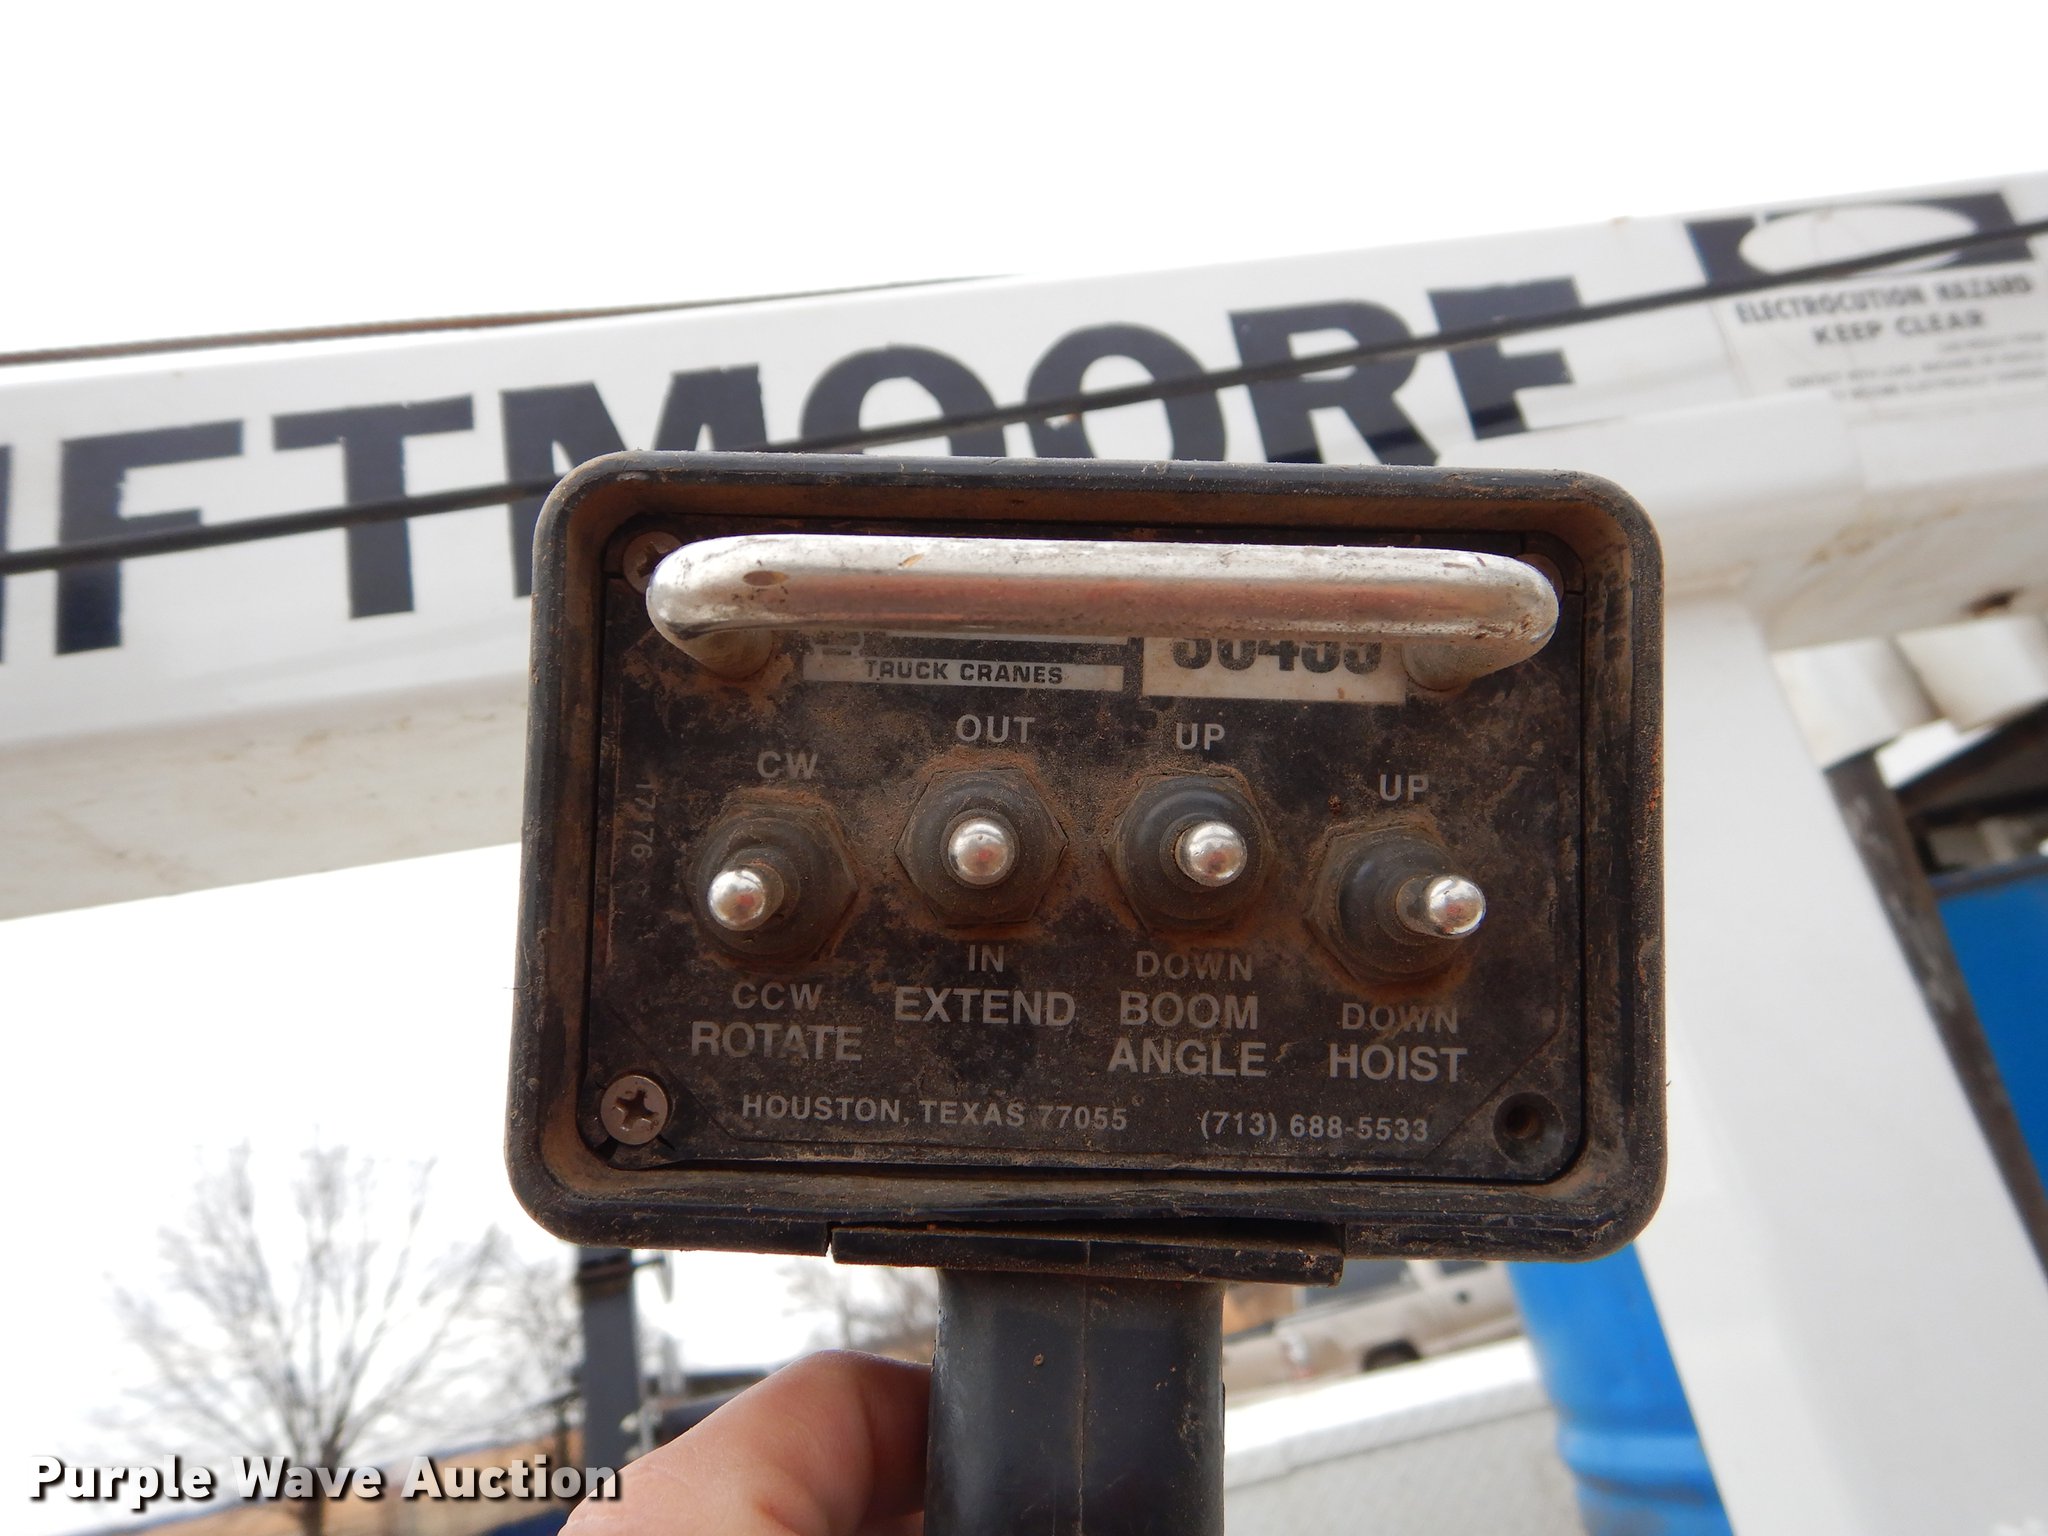 IFTMOORE
ELECTROCUTION HAZARD
KEEP CLEAR
TRUCK CRANES
OUT UP
CW UP
17776
IN DOWN
CCW EXTEND BOOM DOWN
ROTATE ANGLE HOIST
HOUSTON, TEXAS 77055 (713) 688-5533
Purple Wave Auction